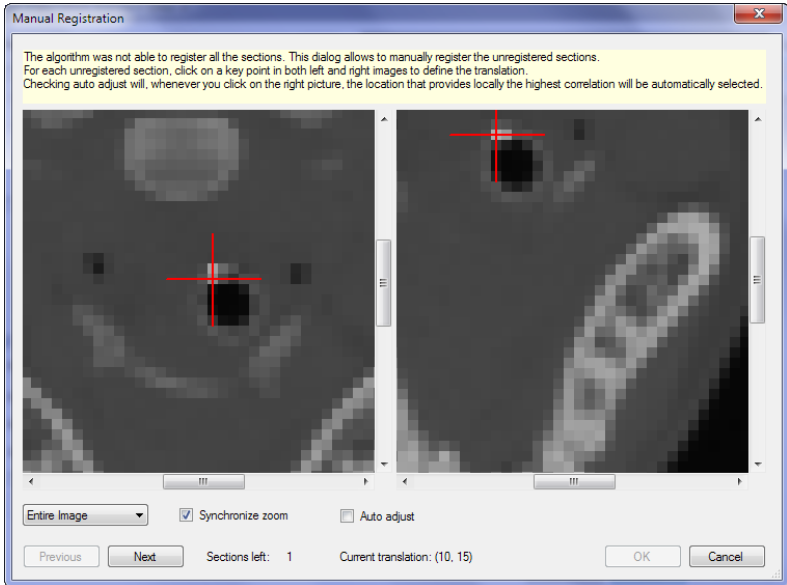 Manual Registration
The algorithm was not able to register all the sections. This dialog allows to manually register the unregistered sections.
For each unregistered section, click on a key point in both left and right images to define the translation.
Checking auto adjust will, whenever you click on the right picture, the location that provides locally the highest correlation will be automatically selected.
Entire Image Synchronize zoom Auto adjust
Previous Next Sections left: 1 Current translation: (10, 15) OK Cancel